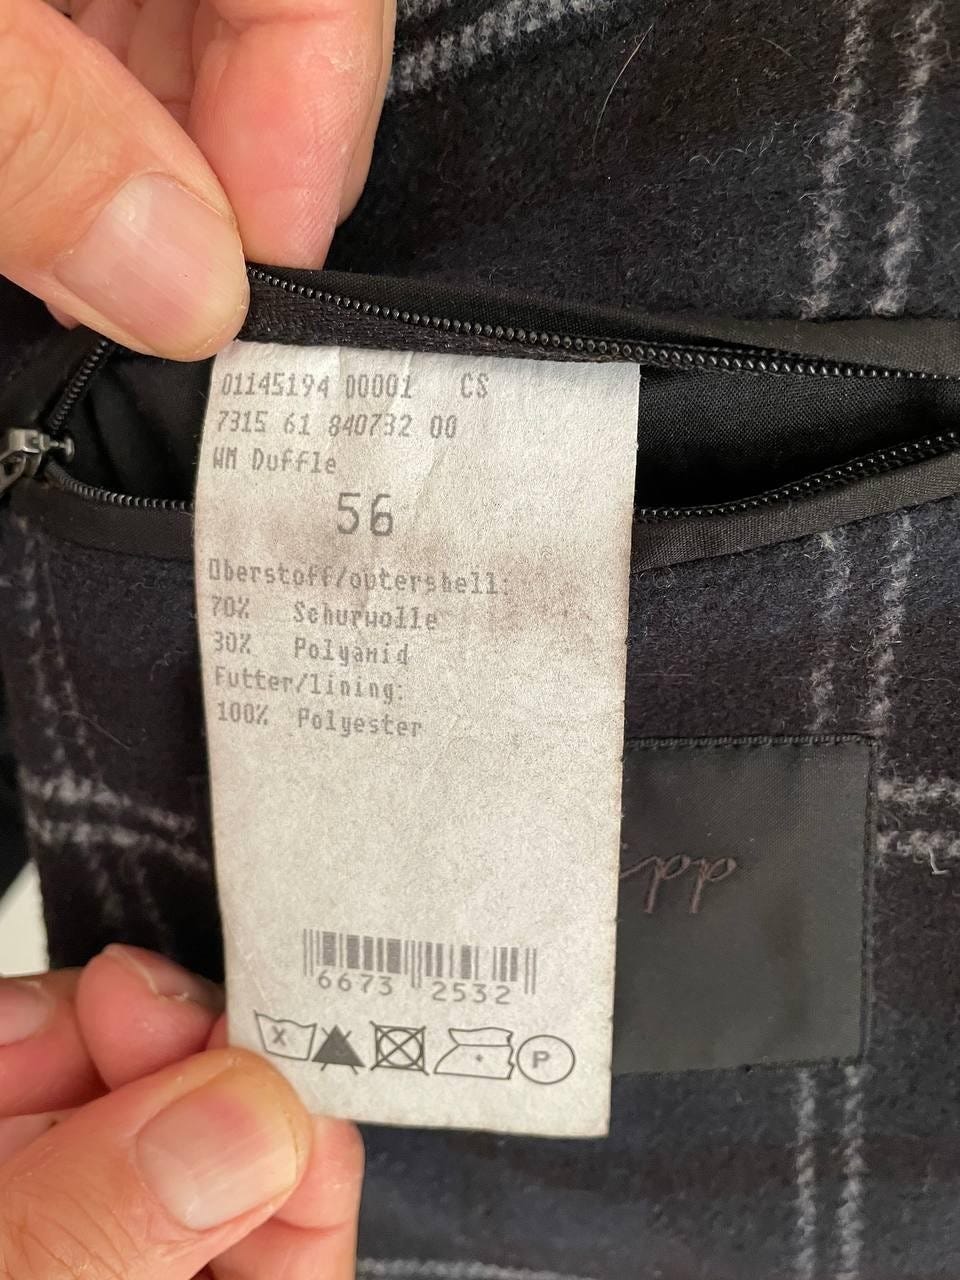 01145194 00001 CS
7315 61 840732 00
WM Duffle
56
Oberstoff/outershell:
70% Schurwolle
30% Polyamid
Futter/lining:
100% Polyester
6673 2532
P